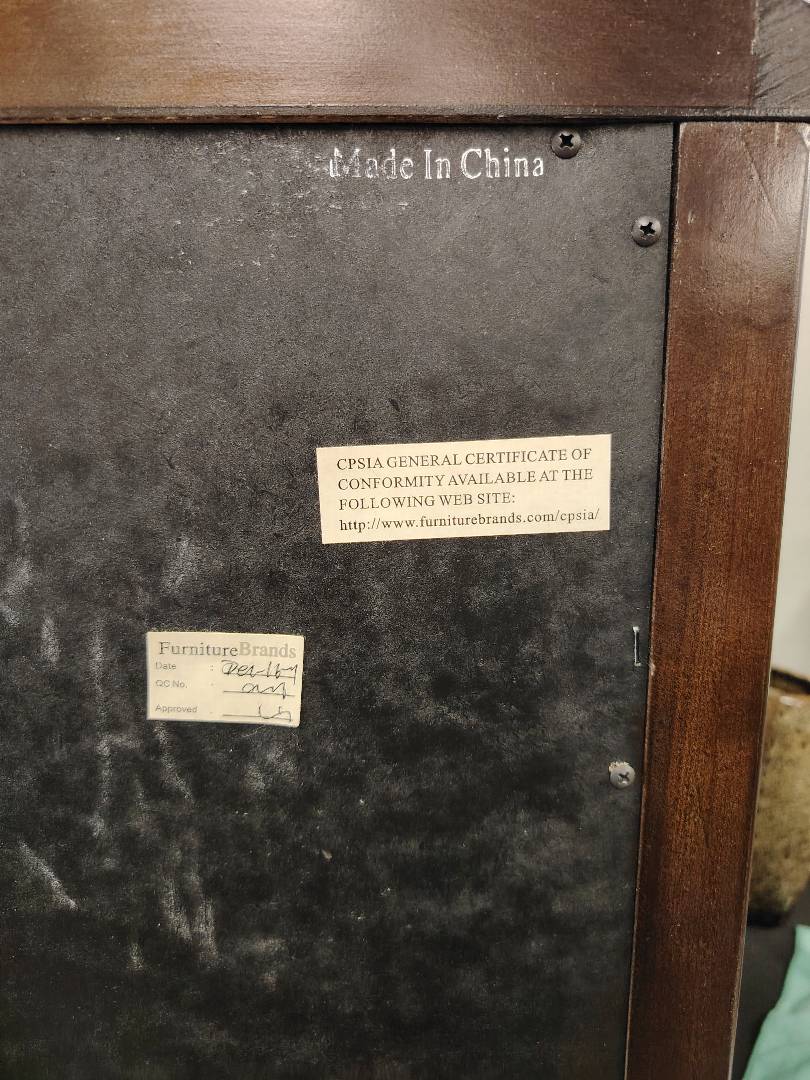 Made In China
CPSIA GENERAL CERTIFICATE OF
CONFORMITY AVAILABLE AT THE
FOLLOWING WEB SITE:
http://www.furniturebrands.com/cpsia/
FurnitureBrands
Date :
QC No. :
Approved :